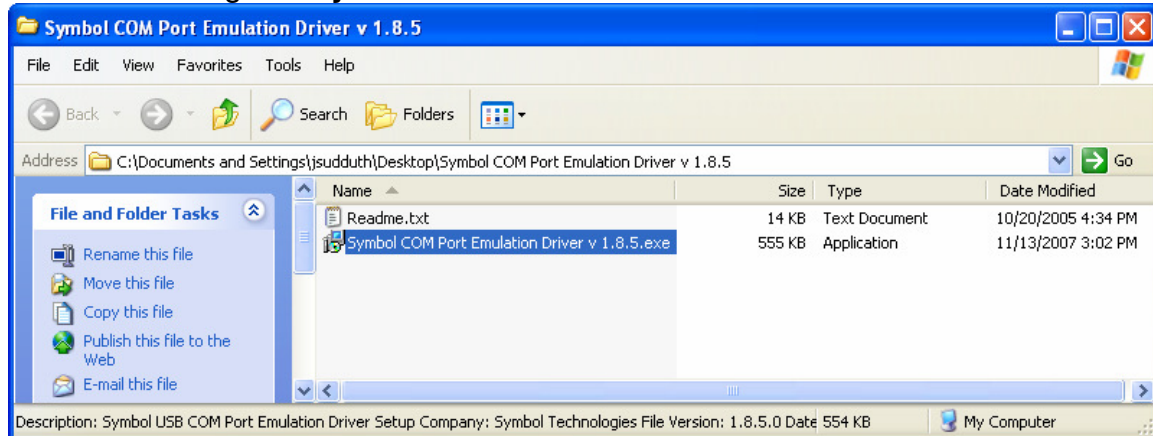 Symbol COM Port Emulation Driver v 1.8.5
File Edit View Favorites Tools Help
Back Search Folders
Address C:\Documents and Settings\jsudduth\Desktop\Symbol COM Port Emulation Driver v 1.8.5 Go
Name Size Type Date Modified
File and Folder Tasks
Readme.txt 14 KB Text Document 10/20/2005 4:34 PM
Symbol COM Port Emulation Driver v 1.8.5.exe 555 KB Application 11/13/2007 3:02 PM
Rename this file
Move this file
Copy this file
Publish this file to the
Web
E-mail this file
Description: Symbol USB COM Port Emulation Driver Setup Company: Symbol Technologies File Version: 1.8.5.0 Date 554 KB My Computer